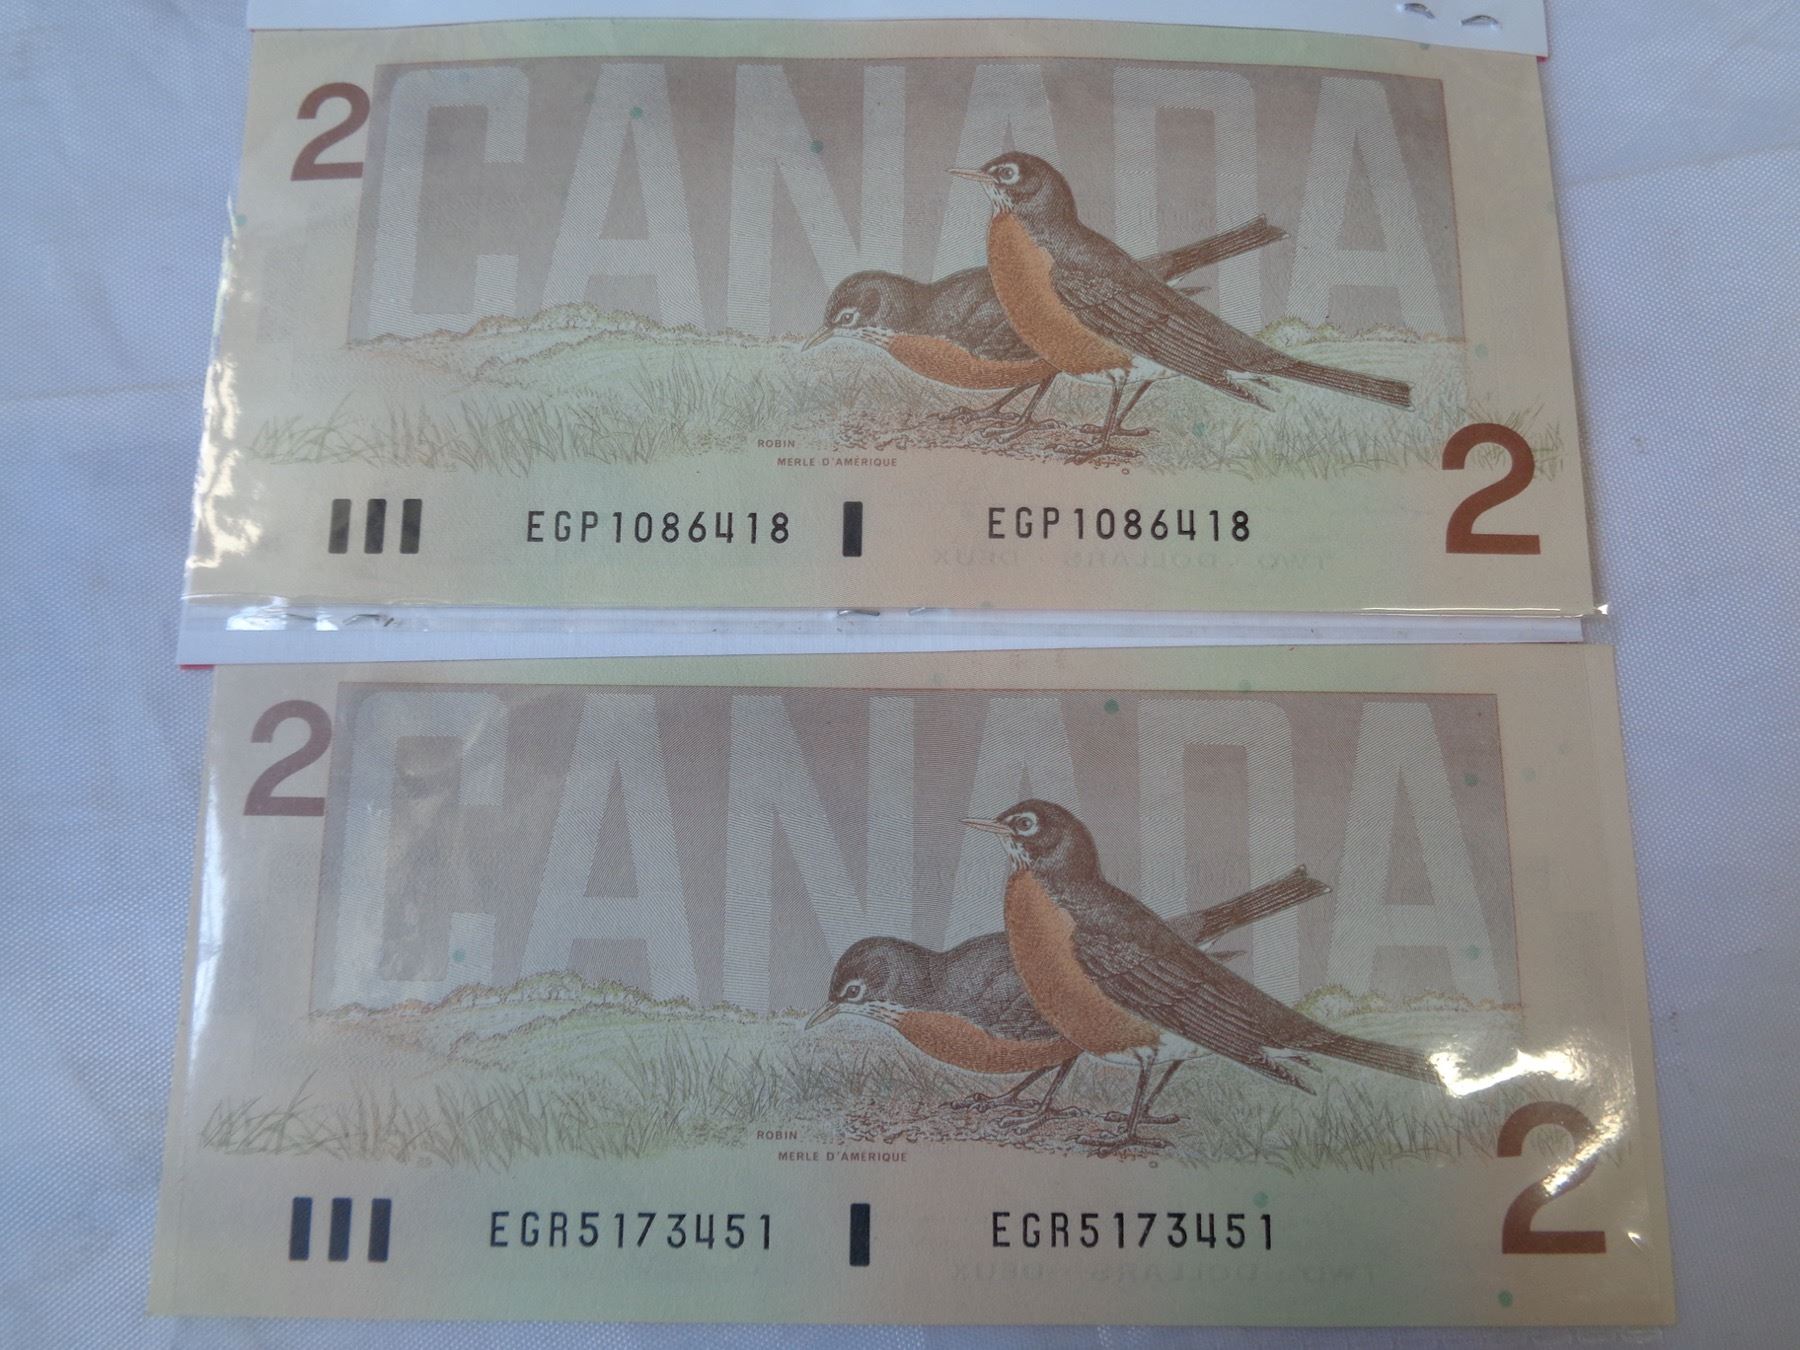 2 CANADA
ROBIN
MERLE D'AMÉRIQUE
EGP1086418 EGP1086418 2
2 CANADA
ROBIN
MERLE D'AMÉRIQUE
EGR5173451 EGR5173451 2